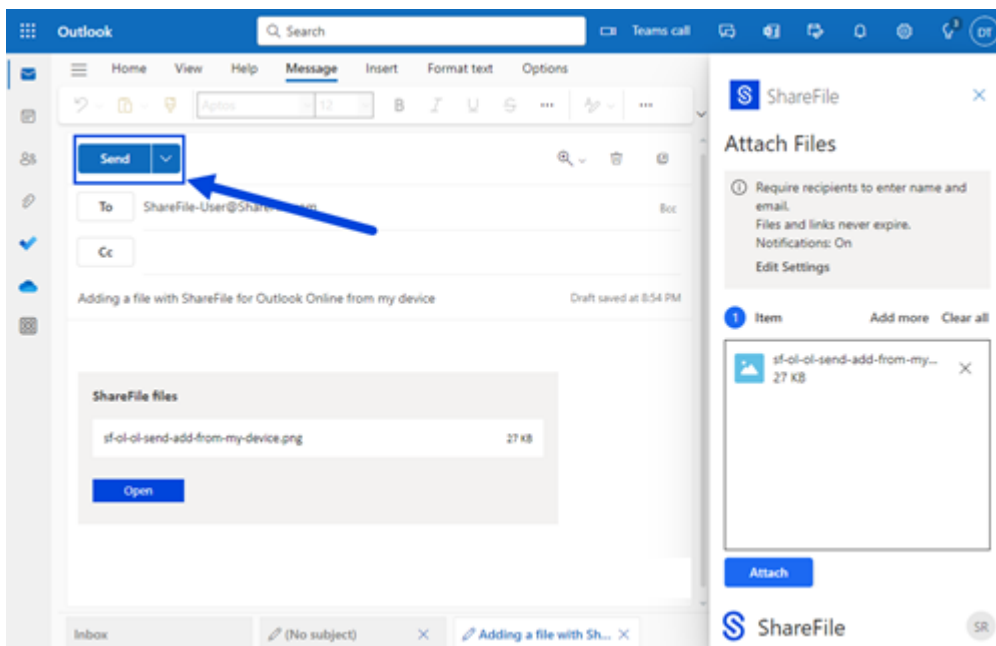 Outlook
Search
Teams call
3
DT
Home View Help Message Insert Format text Options
Aptos 12 B I U S
Send
To ShareFile-User@Share Bcc
Cc
Adding a file with ShareFile for Outlook Online from my device Draft saved at 8:54 PM
ShareFile files
sf-ol-ol-send-add-from-my-device.png 27 KB
Open
Inbox
(No subject)
Adding a file with Sh...
ShareFile
Attach Files
Require recipients to enter name and
email.
Files and links never expire.
Notifications: On
Edit Settings
1 Item Add more Clear all
sf-ol-ol-send-add-from-my...
27 KB
Attach
ShareFile SR